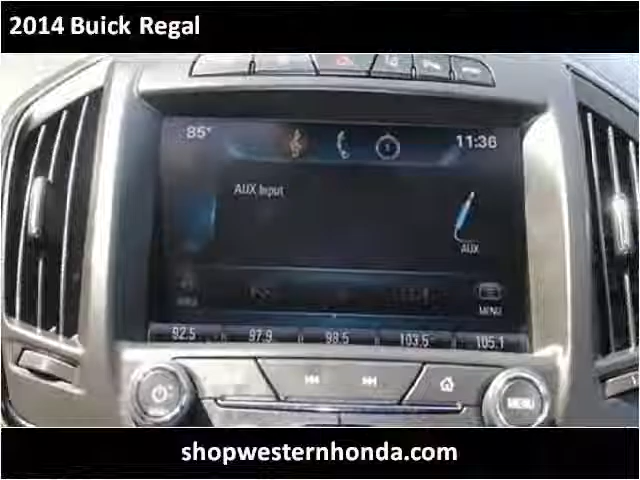 2014 Buick Regal
85°
11:36
AUX Input
AUX
MENU
92.5 97.9 98.5 103.5 105.1
MENU
shopwesternhonda.com